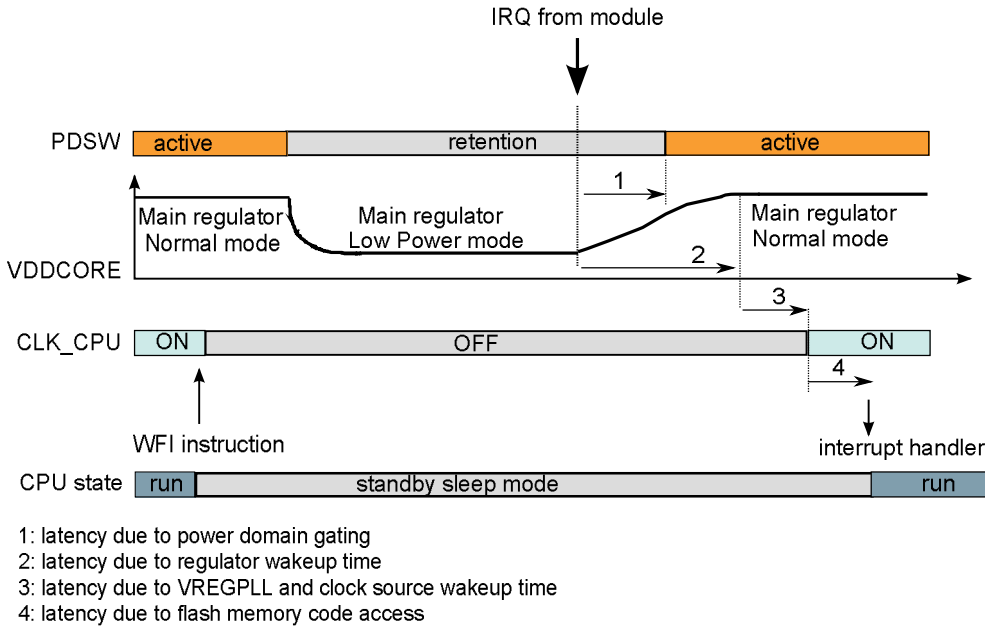 IRQ from module
PDSW
active
retention
active
1
Main regulator
Normal mode
Main regulator
Low Power mode
Main regulator
Normal mode
2
VDDCORE
3
CLK_CPU
ON
OFF
ON
4
WFI instruction
interrupt handler
CPU state
run
standby sleep mode
run
1: latency due to power domain gating
2: latency due to regulator wakeup time
3: latency due to VREGPLL and clock source wakeup time
4: latency due to flash memory code access